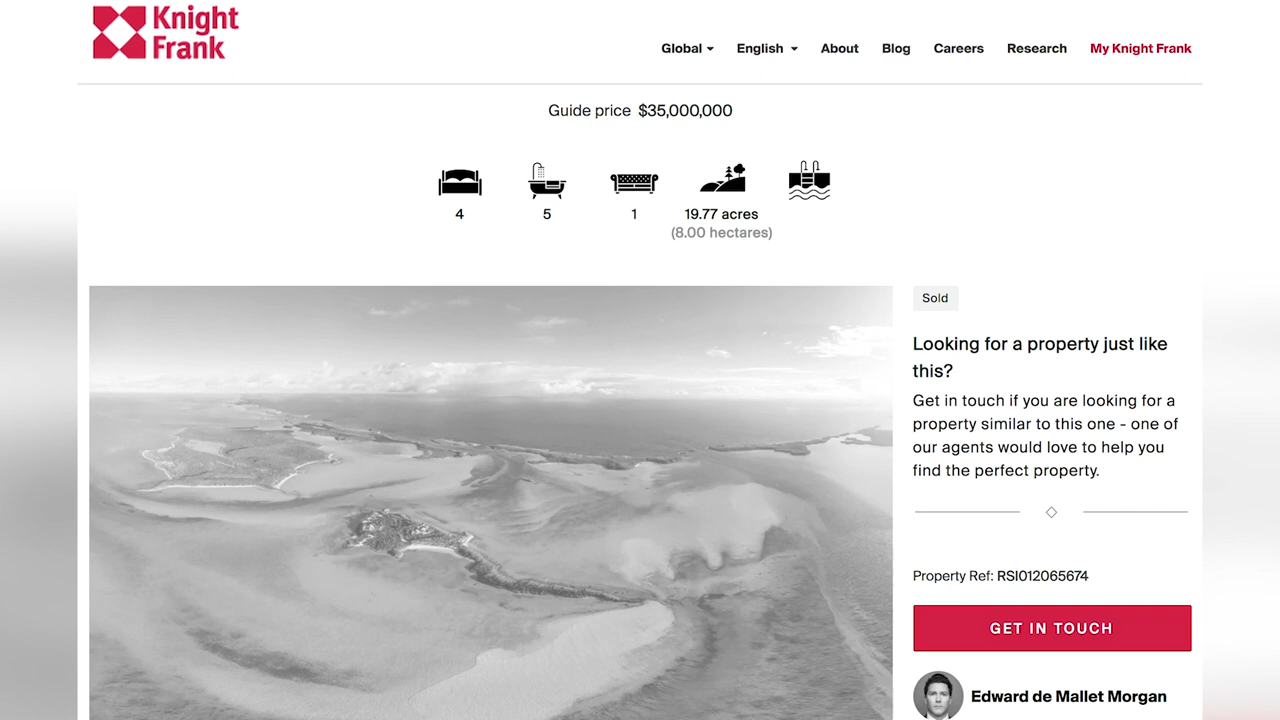 Knight
Frank
Global English About Blog Careers Research My Knight Frank
Guide price $35,000,000
4 5 1 19.77 acres
(8.00 hectares)
Sold
Looking for a property just like
this?
Get in touch if you are looking for a
property similar to this one - one of
our agents would love to help you
find the perfect property.
Property Ref: RSI012065674
GET IN TOUCH
Edward de Mallet Morgan